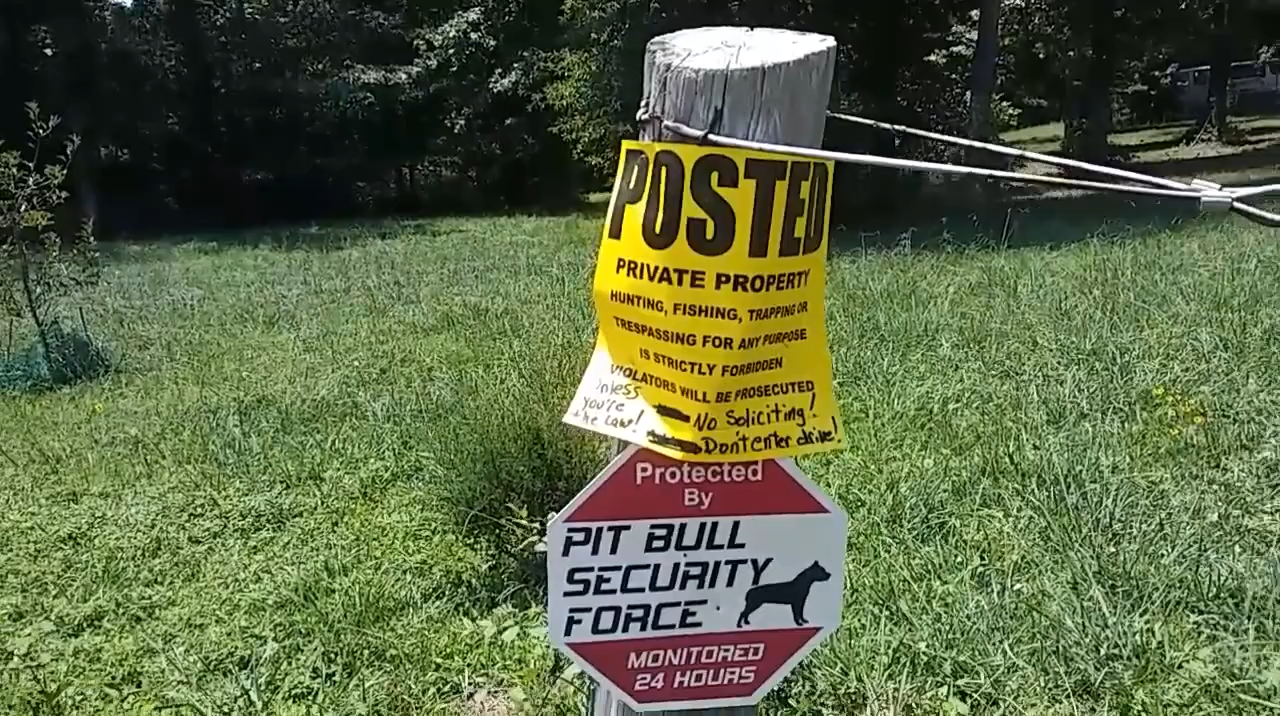 POSTED
PRIVATE PROPERTY
HUNTING, FISHING, TRAPPING OR
TRESPASSING FOR ANY PURPOSE
IS STRICTLY FORBIDDEN
VIOLATORS WILL BE PROSECUTED
Unless
you're
the Law!
No Soliciting!
Don't enter drive!
Protected
By
PIT BULL
SECURITY
FORCE
MONITORED
24 HOURS